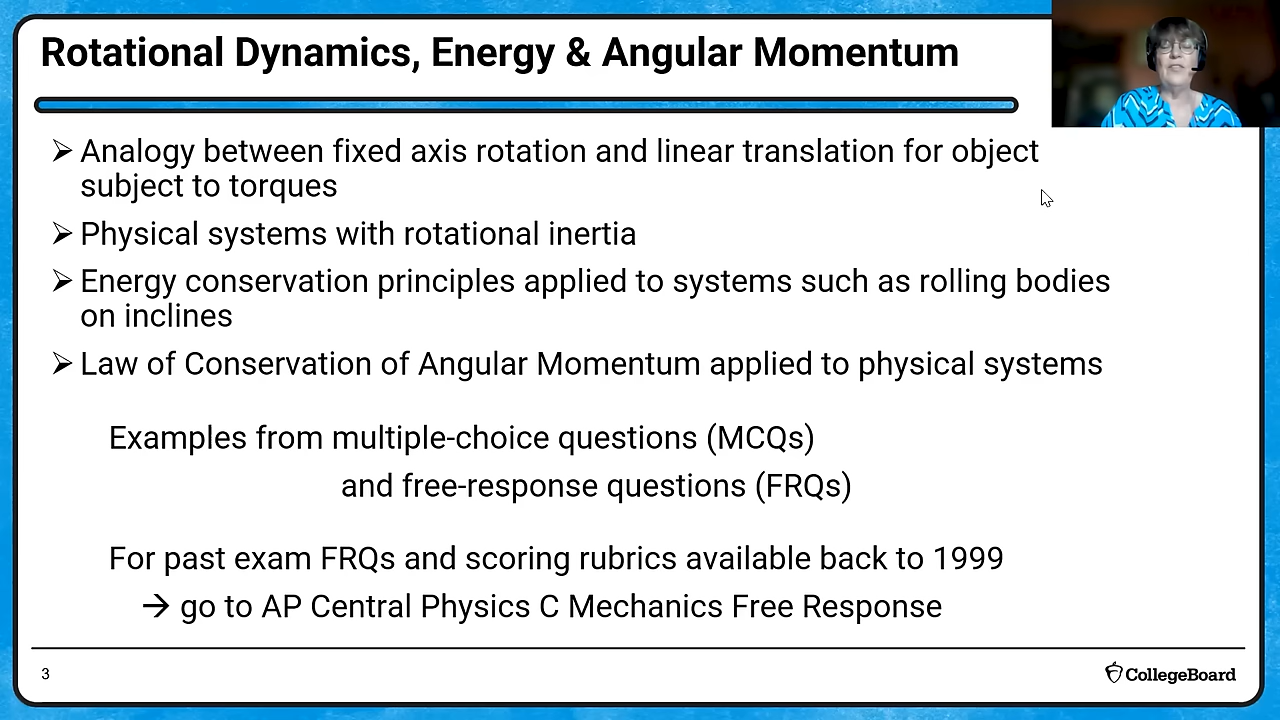 Rotational Dynamics, Energy & Angular Momentum
➢ Analogy between fixed axis rotation and linear translation for object
subject to torques
➢ Physical systems with rotational inertia
➢ Energy conservation principles applied to systems such as rolling bodies
on inclines
➢ Law of Conservation of Angular Momentum applied to physical systems
Examples from multiple-choice questions (MCQs)
and free-response questions (FRQs)
For past exam FRQs and scoring rubrics available back to 1999
→ go to AP Central Physics C Mechanics Free Response
3
CollegeBoard